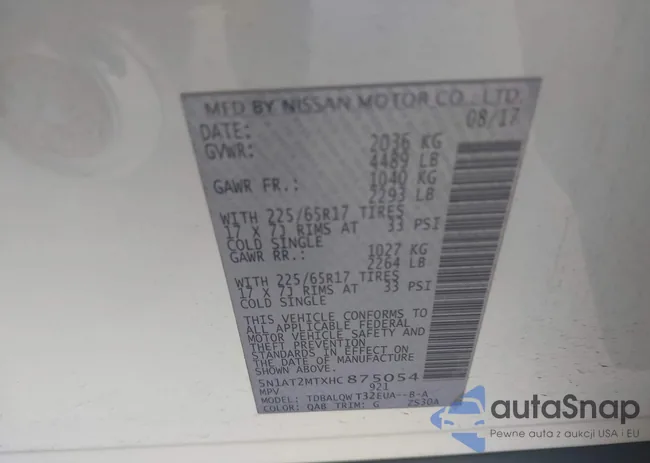 MFD BY NISSAN MOTOR CO., LTD.
DATE: 08/17
GVWR: 2036 KG
4489 LB
GAWR FR.: 1040 KG
2293 LB
WITH 225/65R17 TIRES
17 X 7J RIMS AT 33 PSI
COLD SINGLE
GAWR RR.: 1027 KG
2264 LB
WITH 225/65R17 TIRES
17 X 7J RIMS AT 33 PSI
COLD SINGLE
THIS VEHICLE CONFORMS TO
ALL APPLICABLE FEDERAL
MOTOR VEHICLE SAFETY AND
THEFT PREVENTION
STANDARDS IN EFFECT ON
THE DATE OF MANUFACTURE
SHOWN ABOVE.
5N1AT2MTXHC875054
MPV 921
MODEL: TDBALQWT32EUA--B-A
COLOR: QAB TRIM: G 2S30A
autoSnap
Pewne auta z aukcji USA i EU